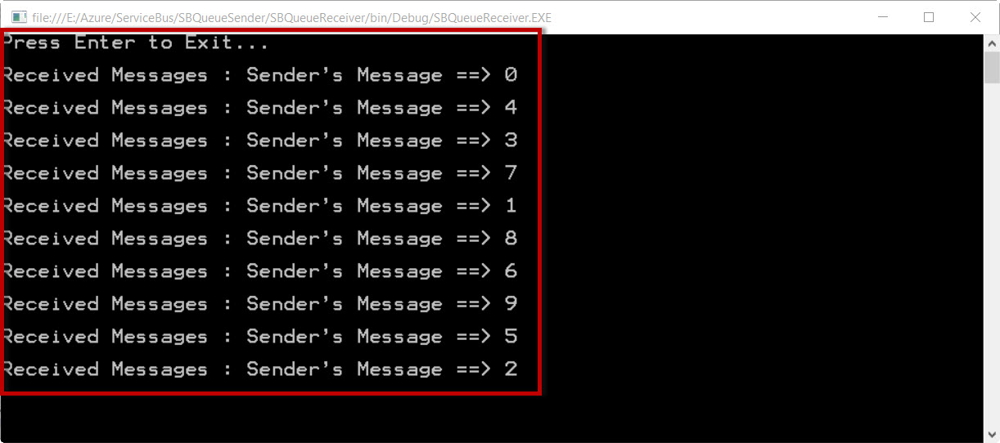 file:///E:/Azure/ServiceBus/SBQueueSender/SBQueueReceiver/bin/Debug/SBQueueReceiver.EXE
Press Enter to Exit...
Received Messages : Sender's Message ==> 0
Received Messages : Sender's Message ==> 4
Received Messages : Sender's Message ==> 3
Received Messages : Sender's Message ==> 7
Received Messages : Sender's Message ==> 1
Received Messages : Sender's Message ==> 8
Received Messages : Sender's Message ==> 6
Received Messages : Sender's Message ==> 9
Received Messages : Sender's Message ==> 5
Received Messages : Sender's Message ==> 2